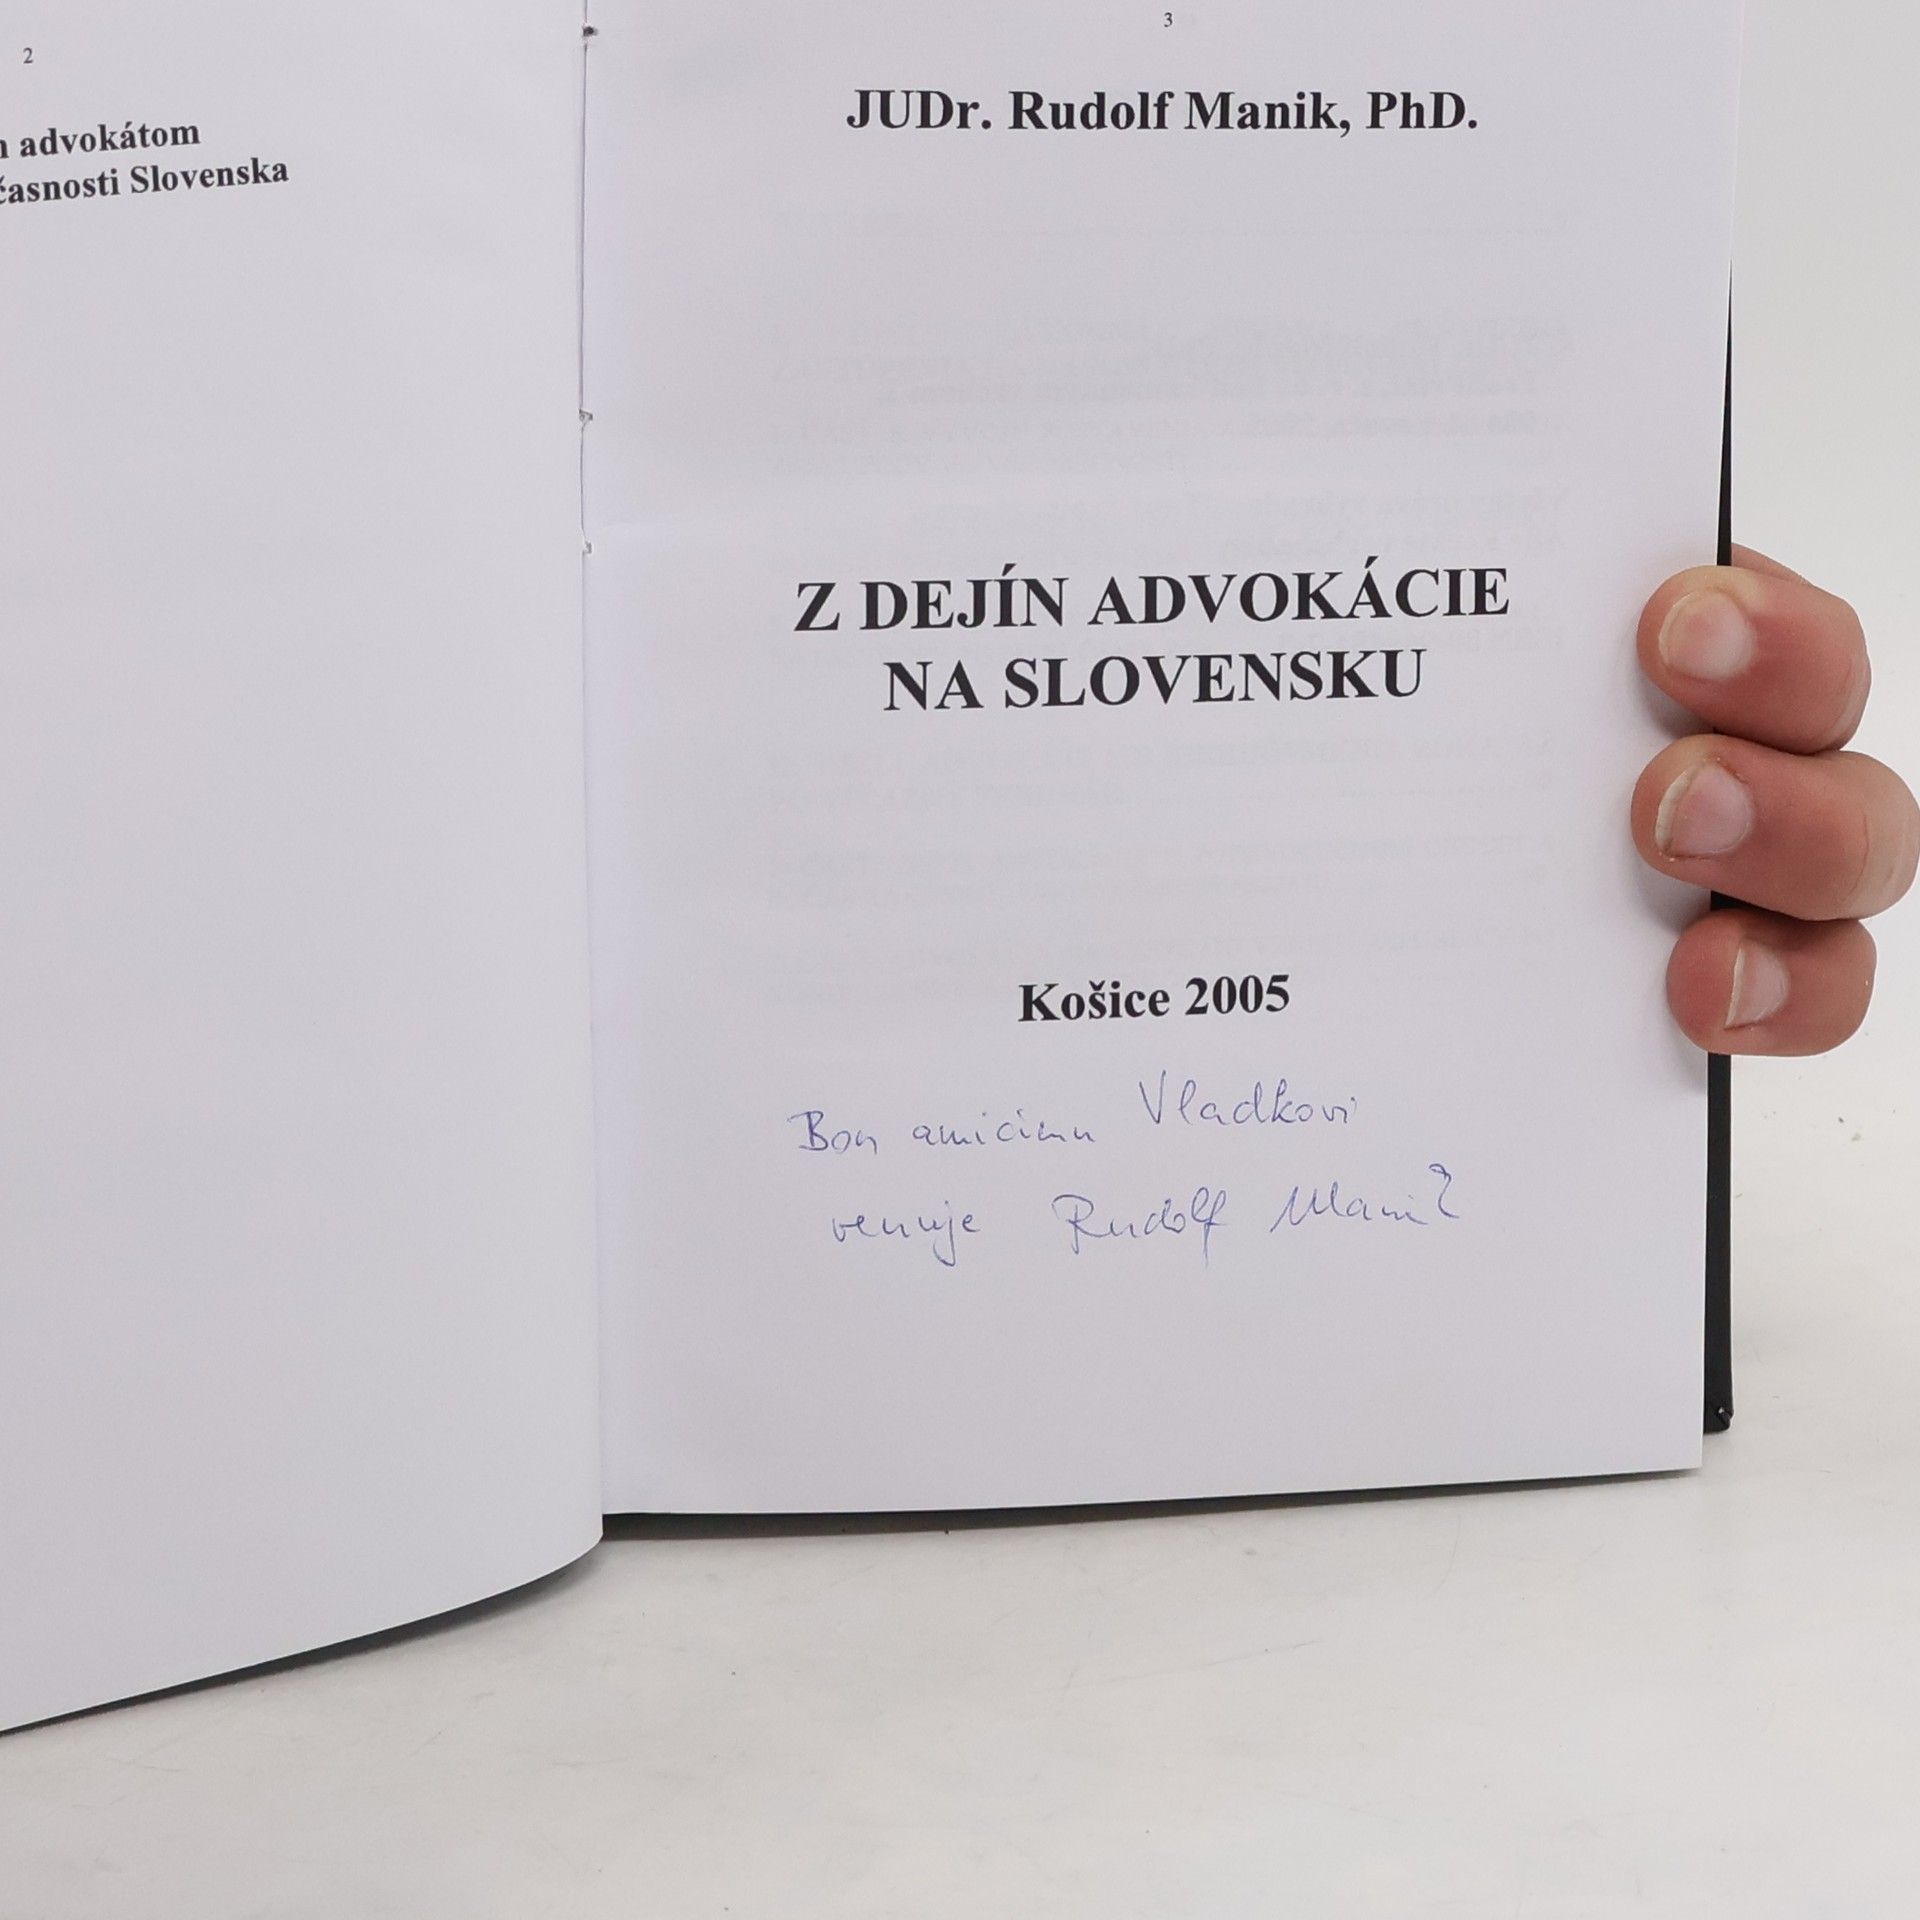 2
advokátom
časnosti Slovenska
3
JUDr. Rudolf Manik, PhD.
Z DEJÍN ADVOKÁCIE
NA SLOVENSKU
Košice 2005
Bon amicimu Vladkovi
venuje Rudolf Manik